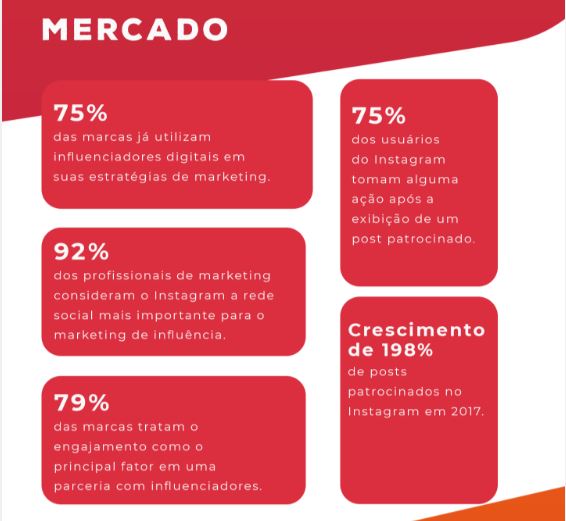 MERCADO
75%
das marcas já utilizam
influenciadores digitais em
suas estratégias de marketing.
92%
dos profissionais de marketing
consideram o Instagram a rede
social mais importante para o
marketing de influência.
79%
das marcas tratam o
engajamento como o
principal fator em uma
parceria com influenciadores.
75%
dos usuários
do Instagram
tomam alguma
ação após a
exibição de um
post patrocinado.
Crescimento
de 198%
de posts
patrocinados no
Instagram em 2017.